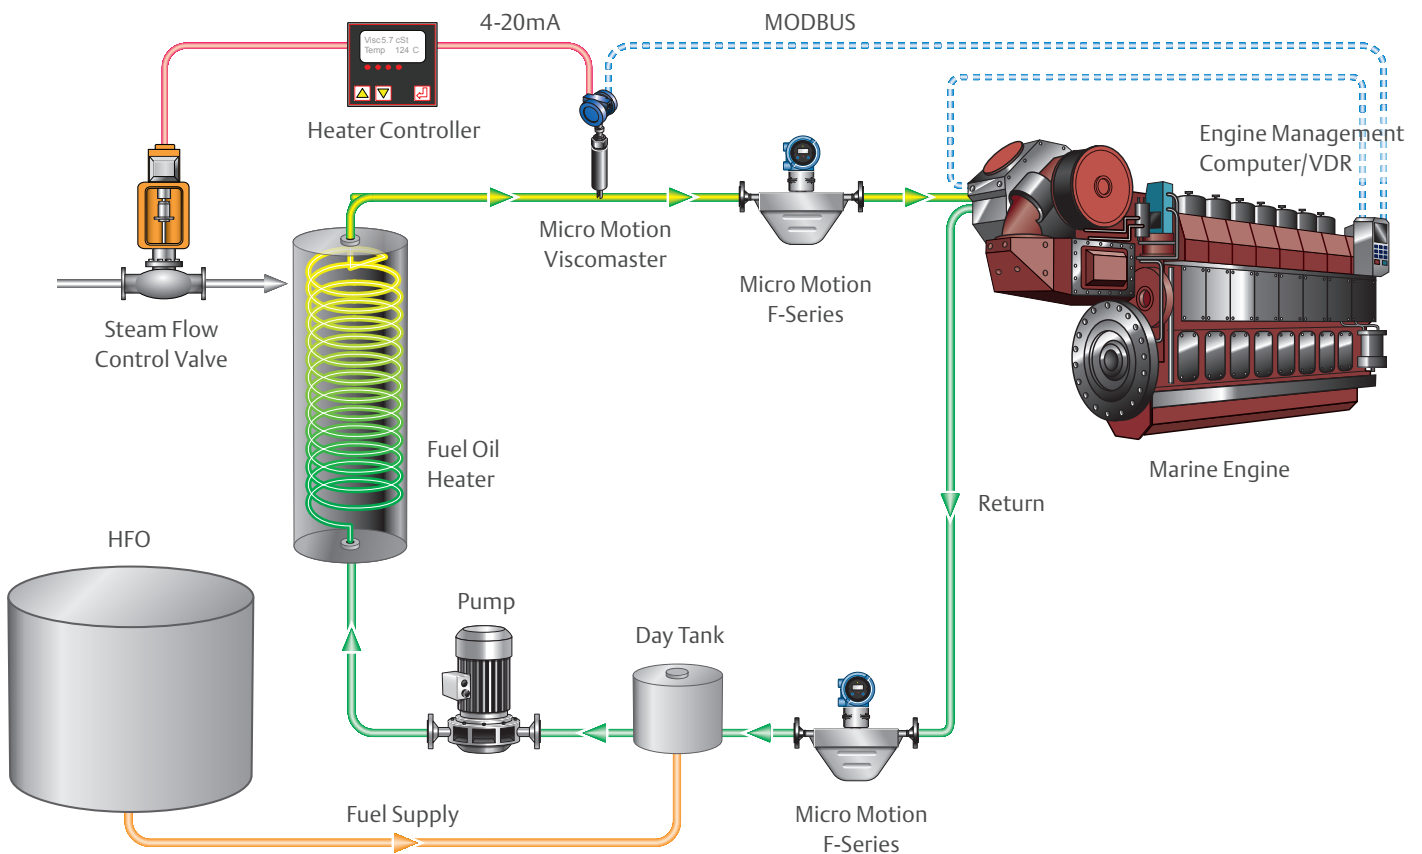 4-20mA
MODBUS
Visc5.7 cSt
Temp 124 C
Heater Controller
Engine Management
Computer/VDR
Micro Motion
Viscomaster
Micro Motion
F-Series
Steam Flow
Control Valve
Fuel Oil
Heater
Marine Engine
Return
HFO
Pump
Day Tank
Fuel Supply
Micro Motion
F-Series